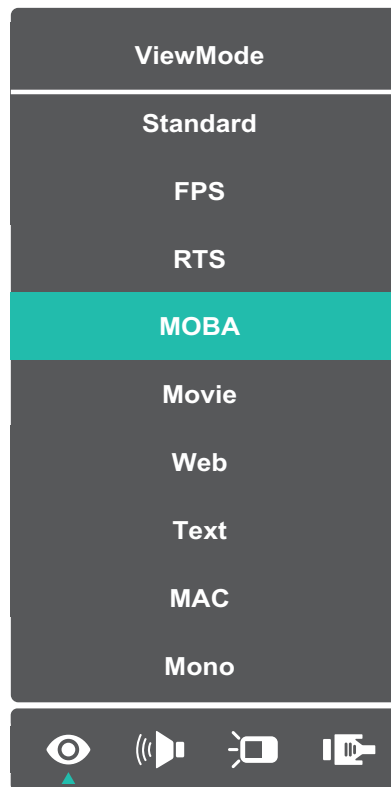 ViewMode
Standard
FPS
RTS
MOBA
Movie
Web
Text
MAC
Mono